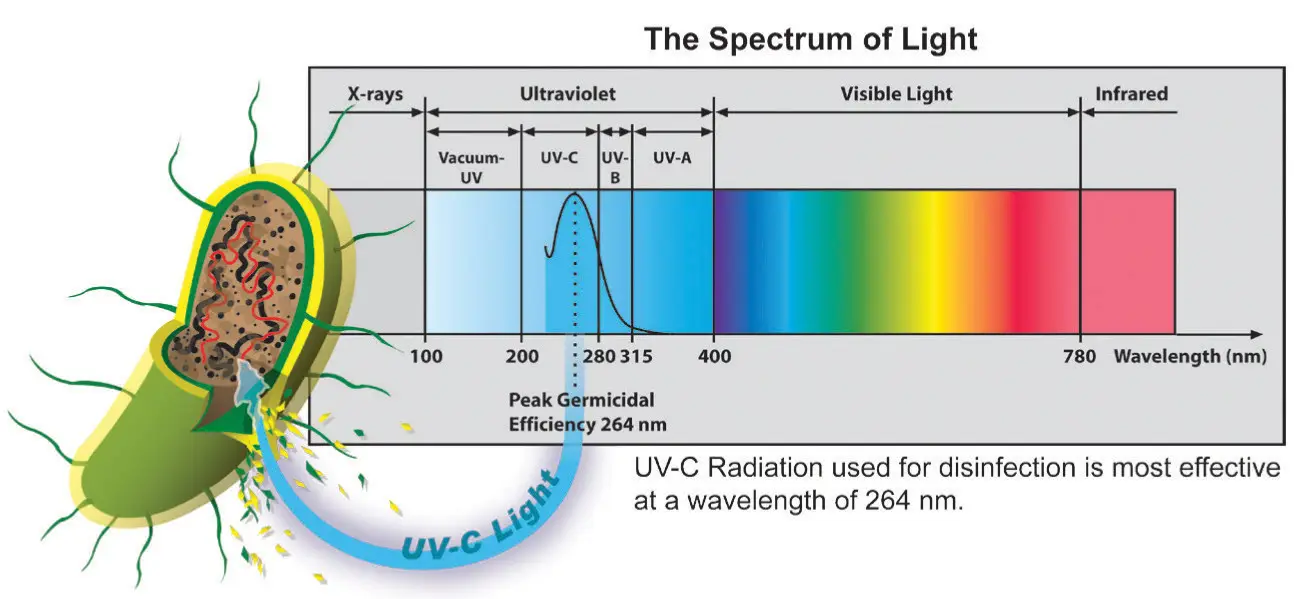 The Spectrum of Light
X-rays
Ultraviolet
Visible Light
Infrared
Vacuum-
UV
UV-C
UV-
B
UV-A
100
200
280
315
400
780
Wavelength (nm)
Peak Germicidal
Efficiency 264 nm
UV-C Light
UV-C Radiation used for disinfection is most effective
at a wavelength of 264 nm.